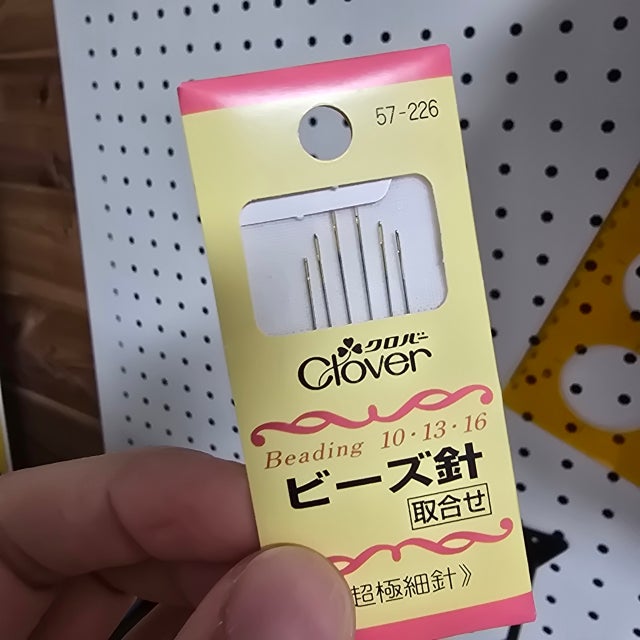 57-226
クロバー
Clover
Beading 10・13・16
ビーズ針
取合せ
超極細針》